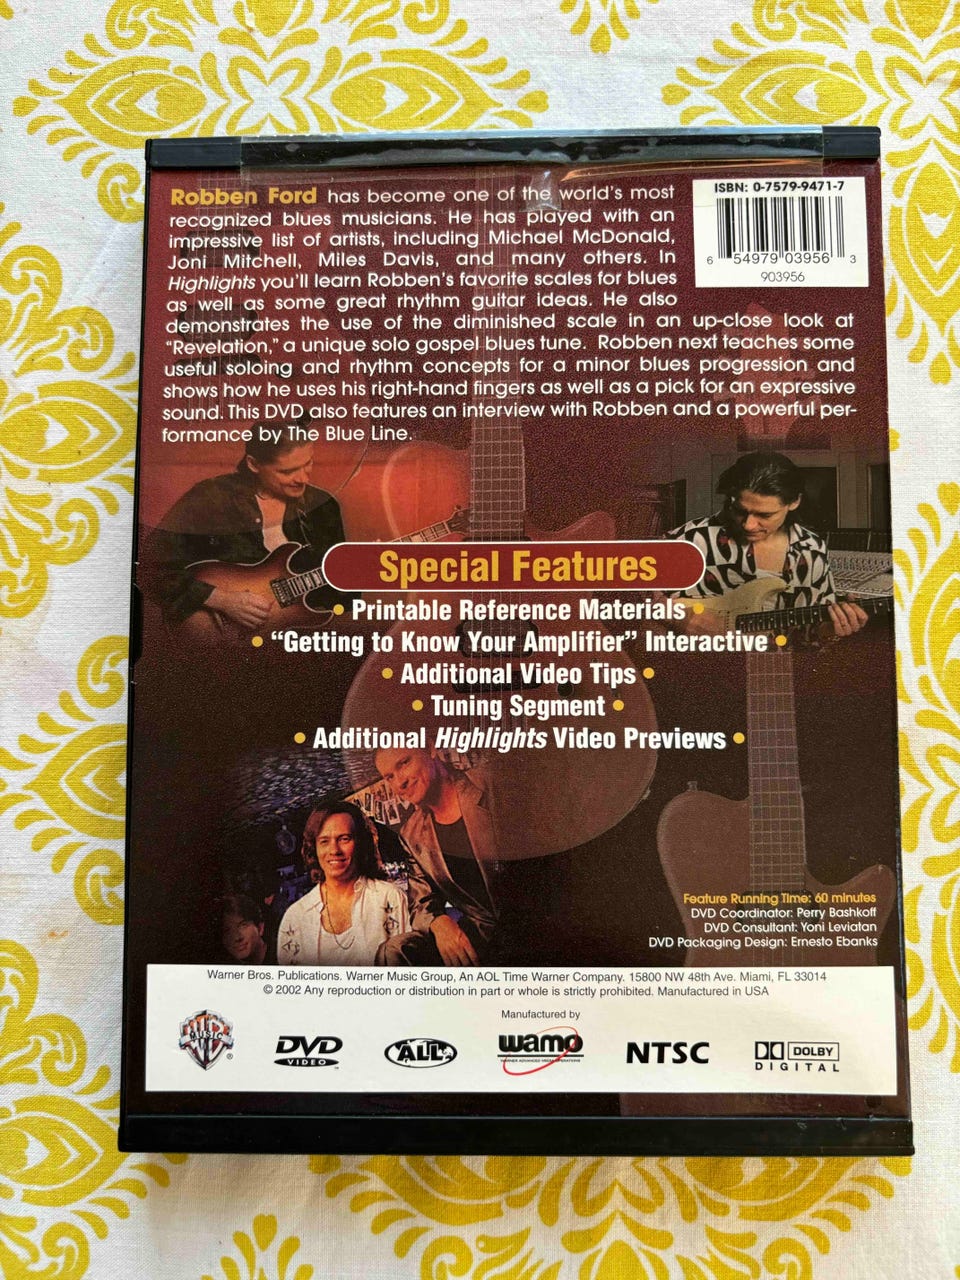 Robben Ford has become one of the world's most
recognized blues musicians. He has played with an
impressive list of artists, including Michael McDonald,
Joni Mitchell, Miles Davis, and many others. In
Highlights you'll learn Robben's favorite scales for blues
as well as some great rhythm guitar ideas. He also
demonstrates the use of the diminished scale in an up-close look at
"Revelation," a unique solo gospel blues tune. Robben next teaches some
useful soloing and rhythm concepts for a minor blues progression and
shows how he uses his right-hand fingers as well as a pick for an expressive
sound. This DVD also features an interview with Robben and a powerful per-
formance by The Blue Line.
ISBN: 0-7579-9471-7
6 54979 03956 3
903956
Special Features
• Printable Reference Materials •
• "Getting to Know Your Amplifier" Interactive •
• Additional Video Tips •
• Tuning Segment •
• Additional Highlights Video Previews •
Feature Running Time: 60 minutes
DVD Coordinator: Perry Bashkoff
DVD Consultant: Yoni Leviatan
DVD Packaging Design: Ernesto Ebanks
Warner Bros. Publications. Warner Music Group, An AOL Time Warner Company. 15800 NW 48th Ave. Miami, FL 33014
© 2002 Any reproduction or distribution in part or whole is strictly prohibited. Manufactured in USA
Manufactured by
WB MUSIC ®
DVD VIDEO ™
ALL
wamo
WARNER ADVANCED MEDIA OPERATIONS
NTSC
DOLBY
DIGITAL